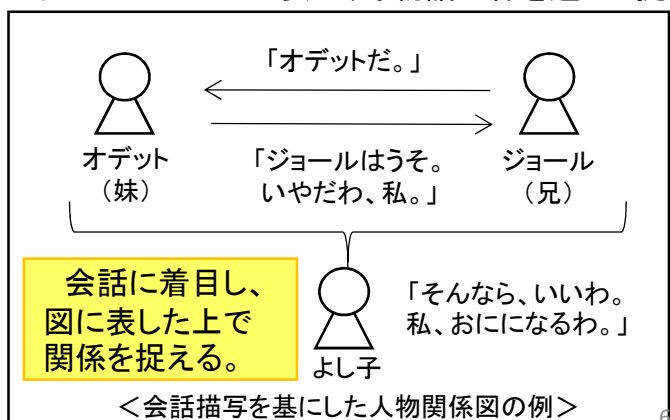 「オデットだ。」
オデット
（妹）
「ジョールはうそ。
いやだわ、私。」
ジョール
（兄）
会話に着目し、
図に表した上で
関係を捉える。
よし子
「そんなら、いいわ。
私、おにになるわ。」
＜会話描写を基にした人物関係図の例＞